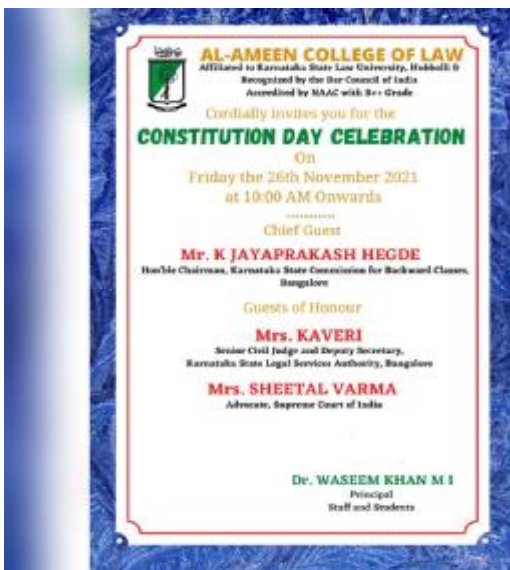 AL-AMEEN COLLEGE OF LAW
Affiliated to Karnataka State Law University, Hubballi &
Recognized by the Bar Council of India
Accredited by NAAC with B++ Grade
Cordially invites you for the
CONSTITUTION DAY CELEBRATION
On
Friday the 26th November 2021
at 10:00 AM Onwards
-----------
Chief Guest
Mr. K JAYAPRAKASH HEGDE
Hon'ble Chairman, Karnataka State Commission for Backward Classes,
Bangalore
Guests of Honour
Mrs. KAVERI
Senior Civil Judge and Deputy Secretary,
Karnataka State Legal Services Authority, Bangalore
Mrs. SHEETAL VARMA
Advocate, Supreme Court of India
Dr. WASEEM KHAN M I
Principal
Staff and Students